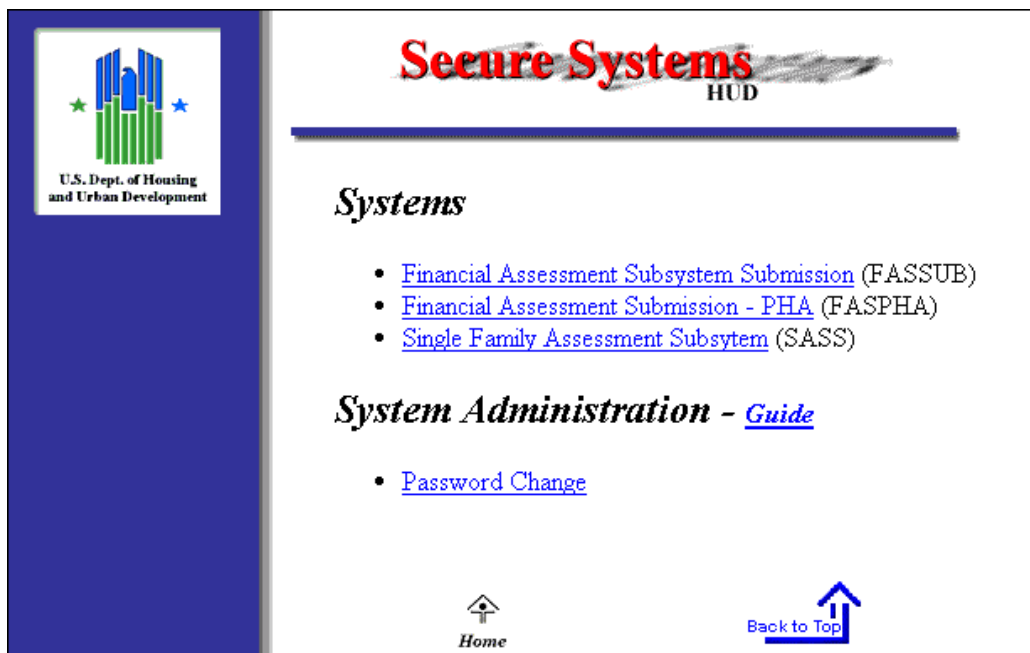 U.S. Dept. of Housing
and Urban Development
Secure Systems
HUD
Systems
• Financial Assessment Subsystem Submission (FASSUB)
• Financial Assessment Submission - PHA (FASPHA)
• Single Family Assessment Subsytem (SASS)
System Administration - Guide
• Password Change
Home
Back to Top